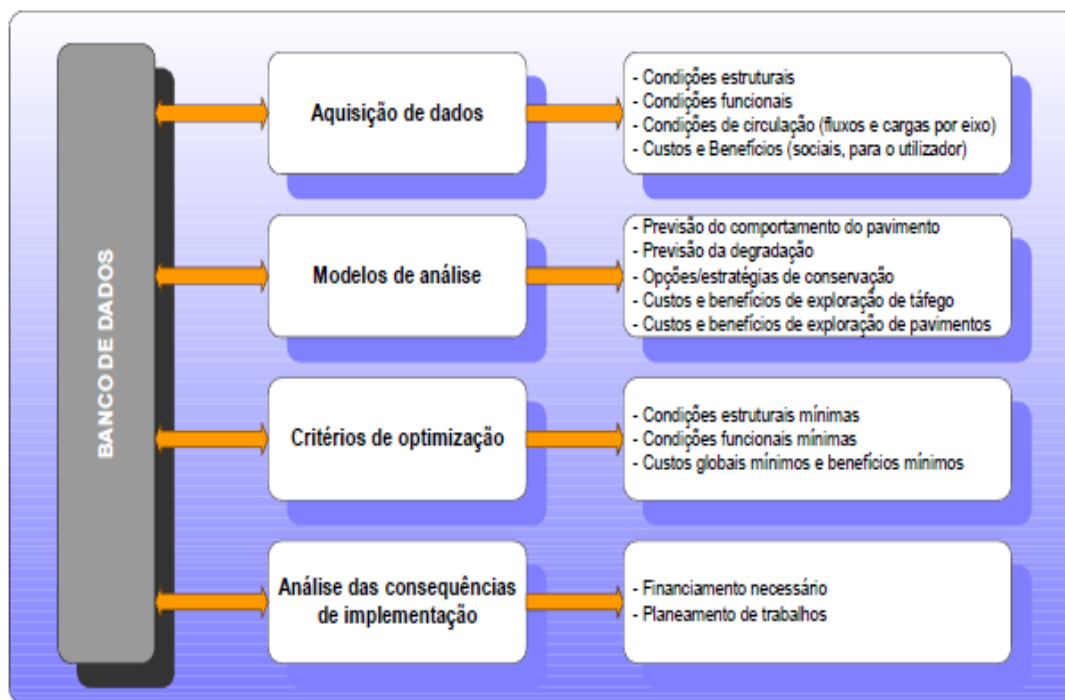 BANCO DE DADOS
Aquisição de dados
- Condições estruturais
- Condições funcionais
- Condições de circulação (fluxos e cargas por eixo)
- Custos e Benefícios (sociais, para o utilizador)
Modelos de análise
- Previsão do comportamento do pavimento
- Previsão da degradação
- Opções/estratégias de conservação
- Custos e benefícios de exploração de táfego
- Custos e benefícios de exploração de pavimentos
Critérios de optimização
- Condições estruturais mínimas
- Condições funcionais mínimas
- Custos globais mínimos e benefícios mínimos
Análise das consequências
de implementação
- Financiamento necessário
- Planeamento de trabalhos